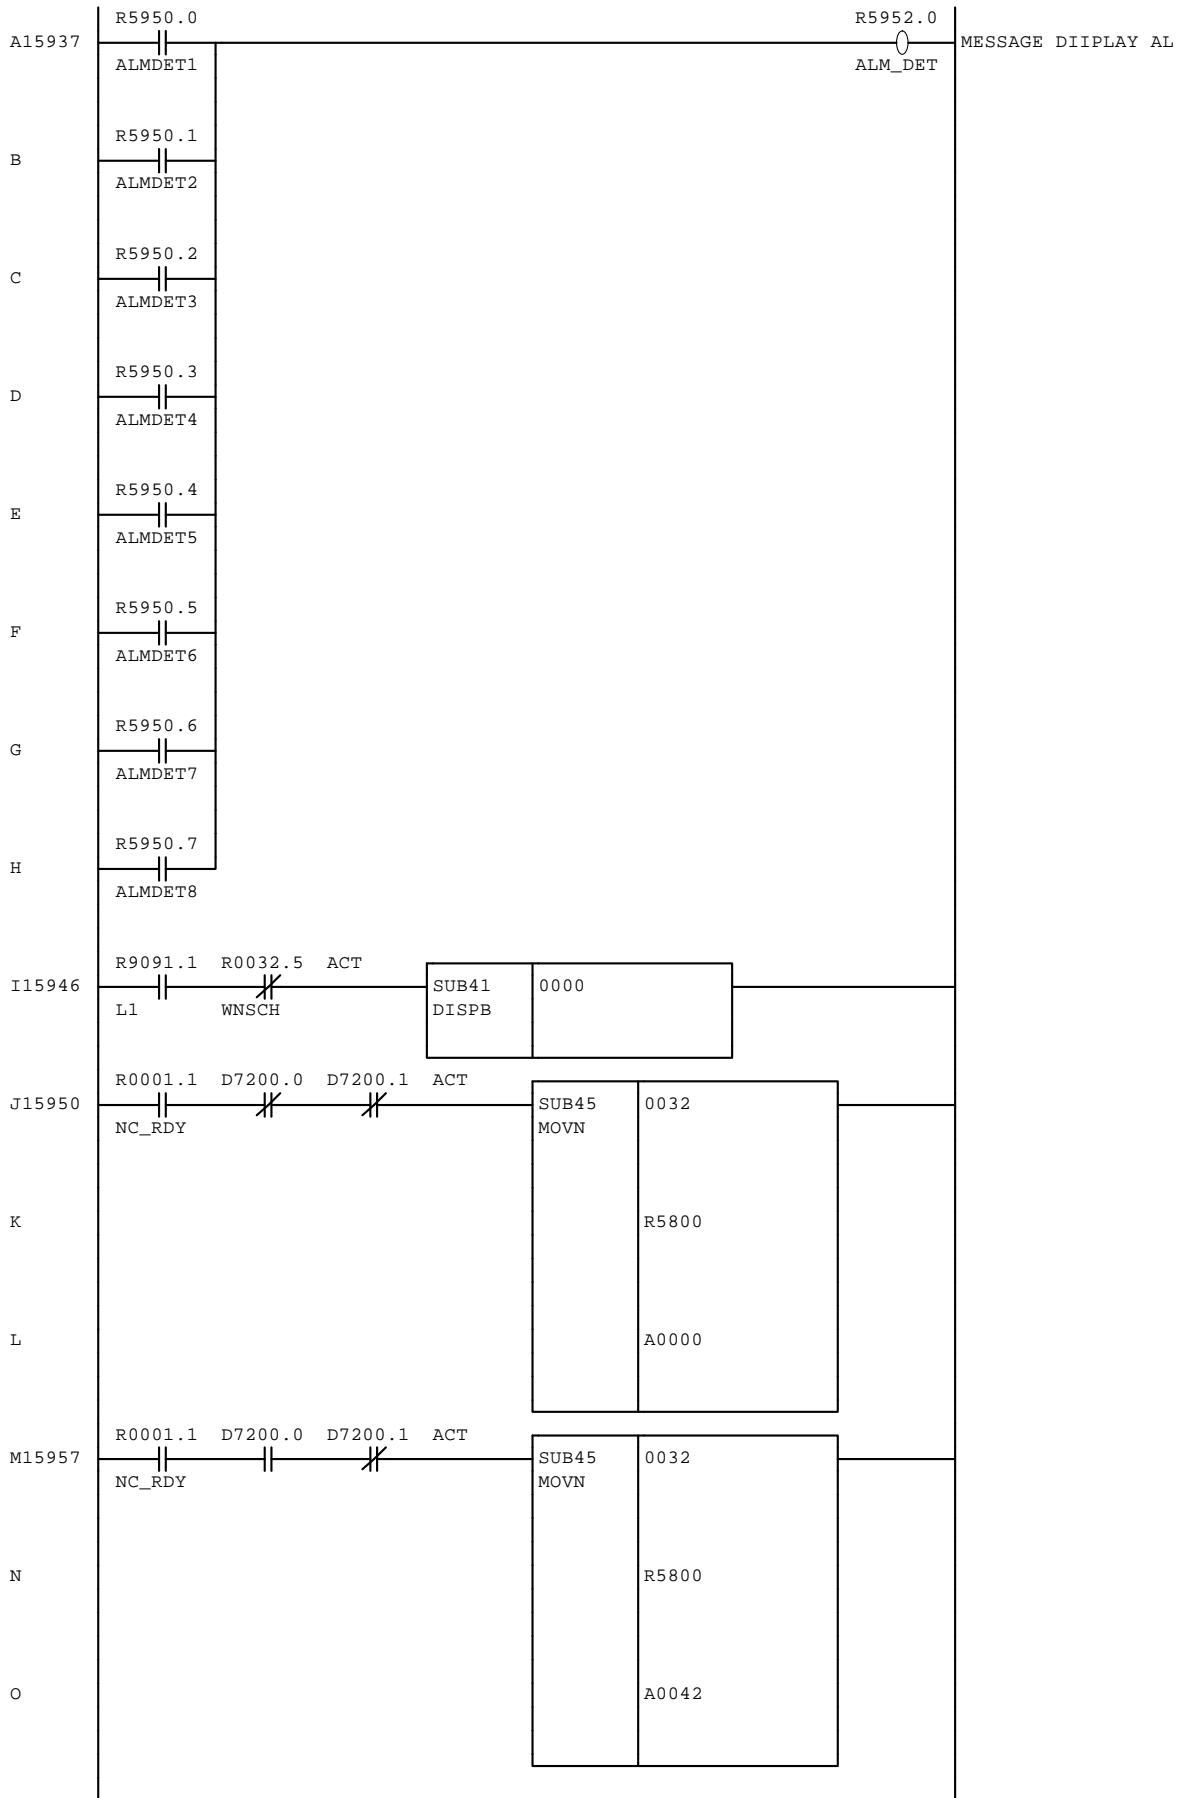 R5950.0 R5952.0
A15937 MESSAGE DIIPLAY AL
ALMDET1 ALM_DET
R5950.1
B
ALMDET2
R5950.2
C
ALMDET3
R5950.3
D
ALMDET4
R5950.4
E
ALMDET5
R5950.5
F
ALMDET6
R5950.6
G
ALMDET7
R5950.7
H
ALMDET8
R9091.1 R0032.5 ACT
I15946 SUB41 0000
L1 WNSCH DISPB
R0001.1 D7200.0 D7200.1 ACT
J15950 SUB45 0032
NC_RDY MOVN
K R5800
L A0000
R0001.1 D7200.0 D7200.1 ACT
M15957 SUB45 0032
NC_RDY MOVN
N R5800
O A0042